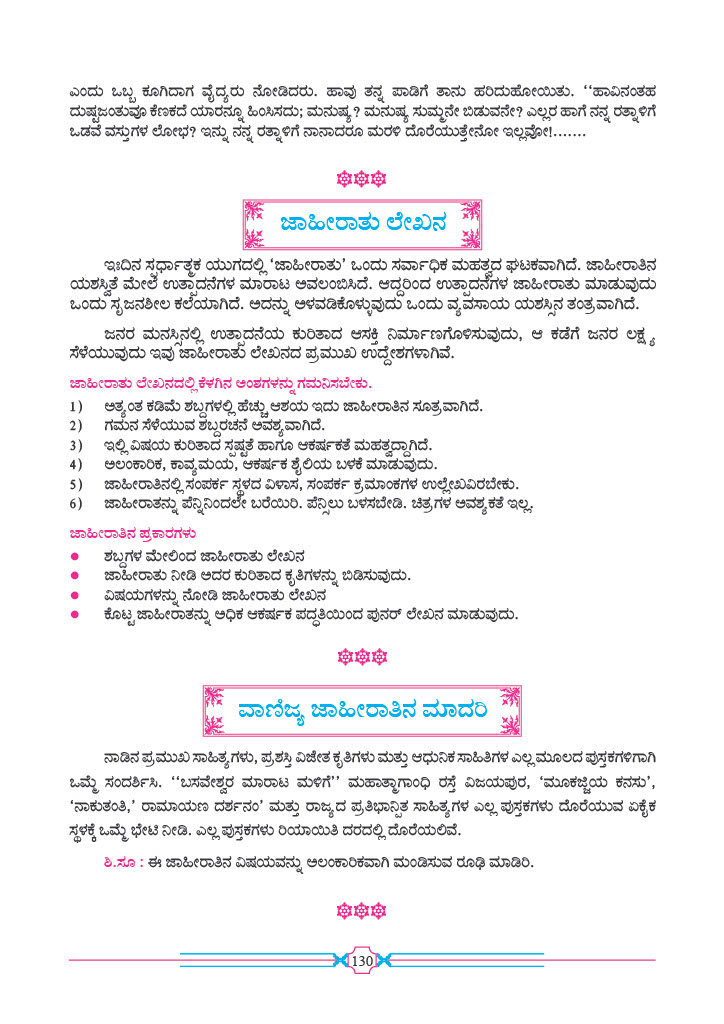 ಎಂದು ಒಬ್ಬ ಕೂಗಿದಾಗ ವೈದ್ಯರು ನೋಡಿದರು. ಹಾವು ತನ್ನ ಪಾಡಿಗೆ ತಾನು ಹರಿದುಹೋಯಿತು. ‘‘ಹಾವಿನಂತಹ
ದುಷ್ಟಜಂತುವೂ ಕೆಣಕದೆ ಯಾರನ್ನೂ ಹಿಂಸಿಸದು; ಮನುಷ್ಯ? ಮನುಷ್ಯ ಸುಮ್ಮನೇ ಬಿಡುವನೇ? ಎಲ್ಲರ ಹಾಗೆ ನನ್ನ ರತ್ನಾಳಿಗೆ
ಒಡವೆ ವಸ್ತುಗಳ ಲೋಭ? ಇನ್ನು ನನ್ನ ರತ್ನಾಳಿಗೆ ನಾನಾದರೂ ಮರಳಿ ದೊರೆಯುತ್ತೇನೋ ಇಲ್ಲವೋ!.......
ಜಾಹೀರಾತು ಲೇಖನ
ಇಂದಿನ ಸ್ಪರ್ಧಾತ್ಮಕ ಯುಗದಲ್ಲಿ ‘ಜಾಹೀರಾತು’ ಒಂದು ಸರ್ವಾಧಿಕ ಮಹತ್ವದ ಘಟಕವಾಗಿದೆ. ಜಾಹೀರಾತಿನ
ಯಶಸ್ವಿತೆ ಮೇಲೆ ಉತ್ಪಾದನೆಗಳ ಮಾರಾಟ ಅವಲಂಬಿಸಿದೆ. ಆದ್ದರಿಂದ ಉತ್ಪಾದನೆಗಳ ಜಾಹೀರಾತು ಮಾಡುವುದು
ಒಂದು ಸೃಜನಶೀಲ ಕಲೆಯಾಗಿದೆ. ಅದನ್ನು ಅಳವಡಿಕೊಳ್ಳುವುದು ಒಂದು ವ್ಯವಸಾಯ ಯಶಸ್ಸಿನ ತಂತ್ರವಾಗಿದೆ.
ಜನರ ಮನಸ್ಸಿನಲ್ಲಿ ಉತ್ಪಾದನೆಯ ಕುರಿತಾದ ಆಸಕ್ತಿ ನಿರ್ಮಾಣಗೊಳಿಸುವುದು, ಆ ಕಡೆಗೆ ಜನರ ಲಕ್ಷ್ಯ
ಸೆಳೆಯುವುದು ಇವು ಜಾಹೀರಾತು ಲೇಖನದ ಪ್ರಮುಖ ಉದ್ದೇಶಗಳಾಗಿವೆ.
ಜಾಹೀರಾತು ಲೇಖನದಲ್ಲಿ ಕೆಳಗಿನ ಅಂಶಗಳನ್ನು ಗಮನಿಸಬೇಕು.
1) ಅತ್ಯಂತ ಕಡಿಮೆ ಶಬ್ದಗಳಲ್ಲಿ ಹೆಚ್ಚು ಆಶಯ ಇದು ಜಾಹೀರಾತಿನ ಸೂತ್ರವಾಗಿದೆ.
2) ಗಮನ ಸೆಳೆಯುವ ಶಬ್ದರಚನೆ ಅವಶ್ಯವಾಗಿದೆ.
3) ಇಲ್ಲಿ ವಿಷಯ ಕುರಿತಾದ ಸ್ಪಷ್ಟತೆ ಹಾಗೂ ಆಕರ್ಷಕತೆ ಮಹತ್ವದ್ದಾಗಿದೆ.
4) ಅಲಂಕಾರಿಕ, ಕಾವ್ಯಮಯ, ಆಕರ್ಷಕ ಶೈಲಿಯ ಬಳಕೆ ಮಾಡುವುದು.
5) ಜಾಹೀರಾತಿನಲ್ಲಿ ಸಂಪರ್ಕ ಸ್ಥಳದ ವಿಳಾಸ, ಸಂಪರ್ಕ ಕ್ರಮಾಂಕಗಳ ಉಲ್ಲೇಖವಿರಬೇಕು.
6) ಜಾಹೀರಾತನ್ನು ಪೆನ್ನಿನಿಂದಲೇ ಬರೆಯಿರಿ. ಪೆನ್ಸಿಲು ಬಳಸಬೇಡಿ. ಚಿತ್ರಗಳ ಅವಶ್ಯಕತೆ ಇಲ್ಲ.
ಜಾಹೀರಾತಿನ ಪ್ರಕಾರಗಳು
● ಶಬ್ದಗಳ ಮೇಲಿಂದ ಜಾಹೀರಾತು ಲೇಖನ
● ಜಾಹೀರಾತು ನೀಡಿ ಅದರ ಕುರಿತಾದ ಕೃತಿಗಳನ್ನು ಬಿಡಿಸುವುದು.
● ವಿಷಯಗಳನ್ನು ನೋಡಿ ಜಾಹೀರಾತು ಲೇಖನ
● ಕೊಟ್ಟ ಜಾಹೀರಾತನ್ನು ಅಧಿಕ ಆಕರ್ಷಕ ಪದ್ಧತಿಯಿಂದ ಪುನರ್ ಲೇಖನ ಮಾಡುವುದು.
ವಾಣಿಜ್ಯ ಜಾಹೀರಾತಿನ ಮಾದರಿ
ನಾಡಿನ ಪ್ರಮುಖ ಸಾಹಿತ್ಯಗಳು, ಪ್ರಶಸ್ತಿ ವಿಜೇತ ಕೃತಿಗಳು ಮತ್ತು ಆಧುನಿಕ ಸಾಹಿತಿಗಳ ಎಲ್ಲ ಮೂಲದ ಪುಸ್ತಕಗಳಿಗಾಗಿ
ಒಮ್ಮೆ ಸಂದರ್ಶಿಸಿ. ‘‘ಬಸವೇಶ್ವರ ಮಾರಾಟ ಮಳಿಗೆ’’ ಮಹಾತ್ಮಾಗಾಂಧಿ ರಸ್ತೆ ವಿಜಯಪುರ, ‘ಮೂಕಜ್ಜಿಯ ಕನಸು’,
‘ನಾಕುತಂತಿ,’ ರಾಮಾಯಣ ದರ್ಶನಂ’ ಮತ್ತು ರಾಜ್ಯದ ಪ್ರತಿಭಾನ್ವಿತ ಸಾಹಿತ್ಯಗಳ ಎಲ್ಲ ಪುಸ್ತಕಗಳು ದೊರೆಯುವ ಏಕೈಕ
ಸ್ಥಳಕ್ಕೆ ಒಮ್ಮೆ ಭೇಟಿ ನೀಡಿ. ಎಲ್ಲ ಪುಸ್ತಕಗಳು ರಿಯಾಯಿತಿ ದರದಲ್ಲಿ ದೊರೆಯಲಿವೆ.
ಶಿ.ಸೂ : ಈ ಜಾಹೀರಾತಿನ ವಿಷಯವನ್ನು ಅಲಂಕಾರಿಕವಾಗಿ ಮಂಡಿಸುವ ರೂಢಿ ಮಾಡಿರಿ.
130